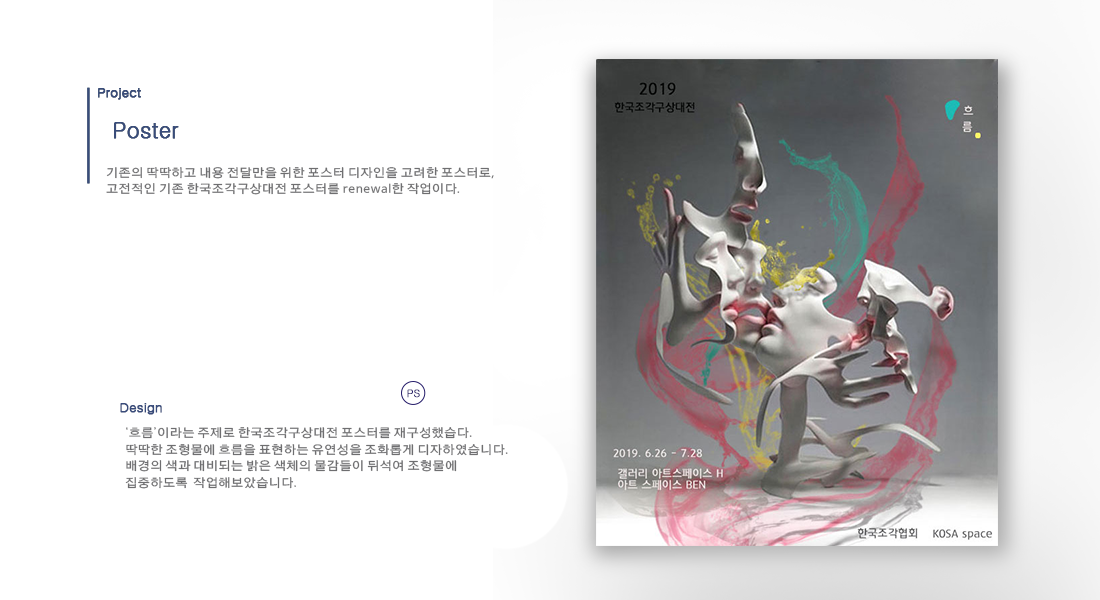 Project
Poster
기존의 딱딱하고 내용 전달만을 위한 포스터 디자인을 고려한 포스터로,
고전적인 기존 한국조각구상대전 포스터를 renewal한 작업이다.
PS
Design
'흐름'이라는 주제로 한국조각구상대전 포스터를 재구성했습다.
딱딱한 조형물에 흐름을 표현하는 유연성을 조화롭게 디자하였습니다.
배경의 색과 대비되는 밝은 색체의 물감들이 뒤석여 조형물에
집중하도록 작업해보았습니다.
2019
한국조각구상대전
흐
름
2019. 6.26 - 7.28
갤러리 아트스페이스 H
아트 스페이스 BEN
한국조각협회 KOSA space